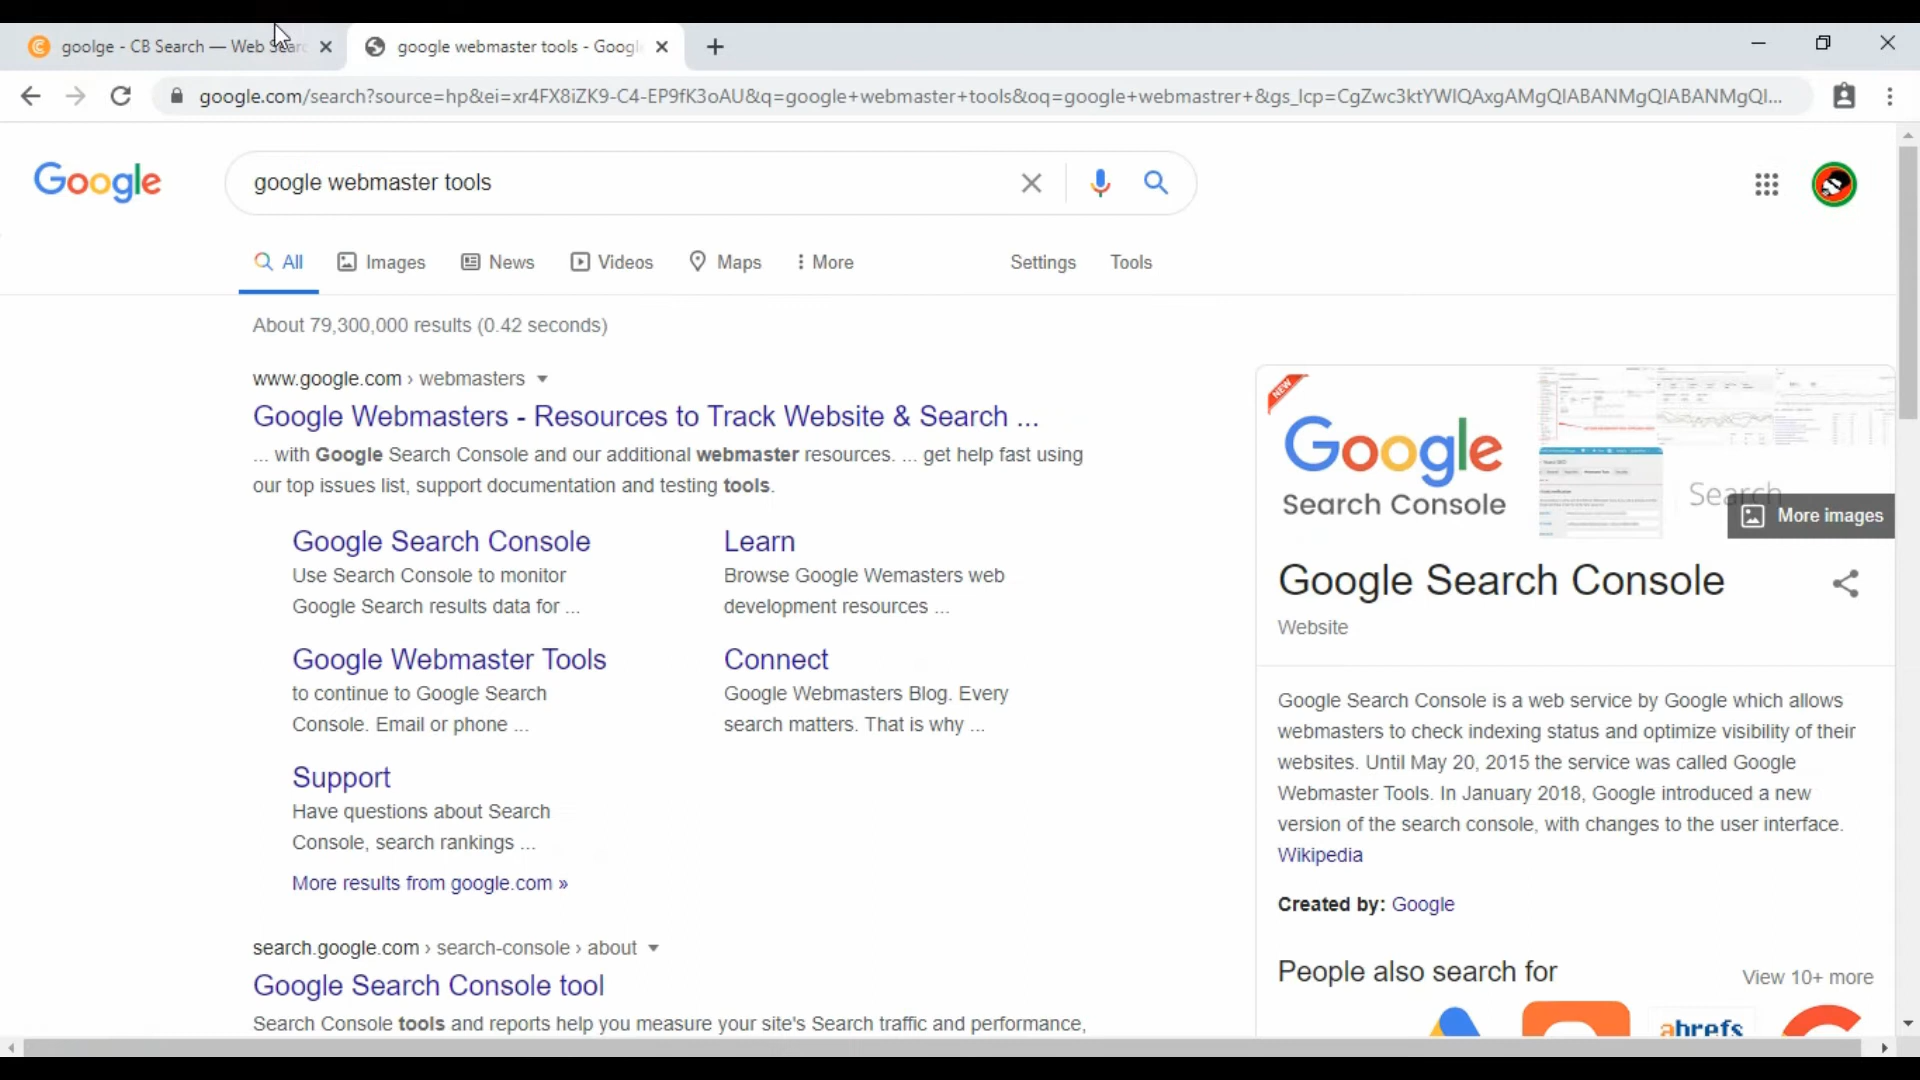 goolge - CB Search — Web Searc
google webmaster tools - Googl
google.com/search?source=hp&ei=xr4FX8iZK9-C4-EP9fK3oAU&q=google+webmaster+tools&oq=google+webmastrer+&gs_lcp=CgZwc3ktYWIQAxgAMgQIABANMgQIABANMgQI...
Google
google webmaster tools
All
Images
News
Videos
Maps
More
Settings
Tools
About 79,300,000 results (0.42 seconds)
www.google.com › webmasters
Google Webmasters - Resources to Track Website & Search ...
... with Google Search Console and our additional webmaster resources. ... get help fast using
our top issues list, support documentation and testing tools.
Google Search Console
Use Search Console to monitor
Google Search results data for ...
Learn
Browse Google Wemasters web
development resources ...
Google Webmaster Tools
to continue to Google Search
Console. Email or phone ...
Connect
Google Webmasters Blog. Every
search matters. That is why ...
Support
Have questions about Search
Console, search rankings ...
More results from google.com »
search.google.com › search-console › about
Google Search Console tool
Search Console tools and reports help you measure your site's Search traffic and performance,
NEW
Google
Search Console
Search
More images
Google Search Console
Website
Google Search Console is a web service by Google which allows
webmasters to check indexing status and optimize visibility of their
websites. Until May 20, 2015 the service was called Google
Webmaster Tools. In January 2018, Google introduced a new
version of the search console, with changes to the user interface.
Wikipedia
Created by: Google
People also search for
View 10+ more
ahrefs